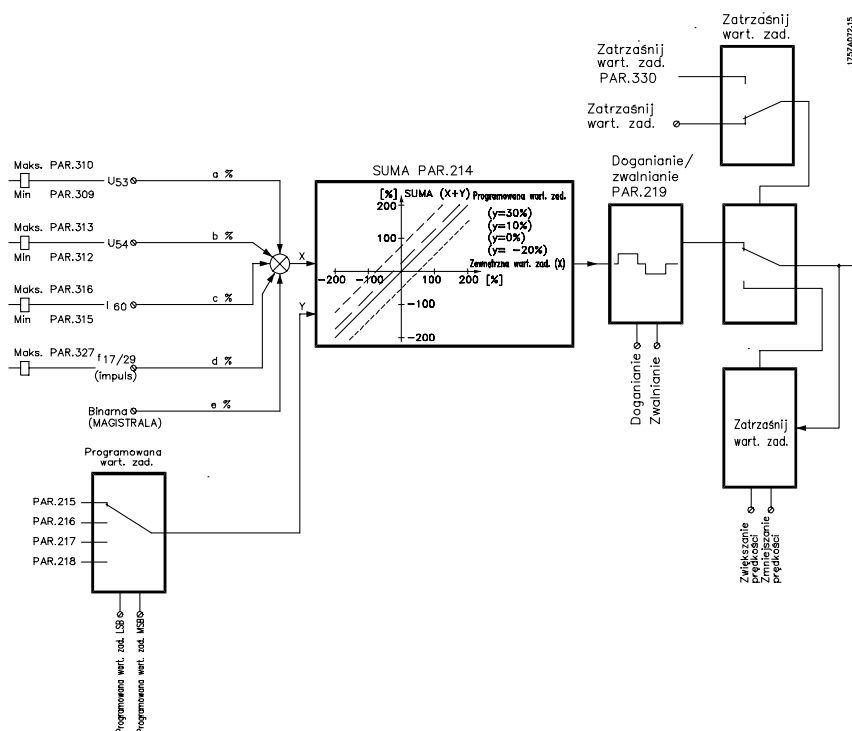 Zatrzaśnij
wart. zad.
175ZA072.15
Zatrzaśnij
wart. zad.
PAR.330
Zatrzaśnij
wart. zad.
Maks. PAR.310
U53
a %
Min PAR.309
Maks. PAR.313
U54
b %
Min PAR.312
Maks. PAR.316
I 60
c %
Min PAR.315
Maks. PAR.327
f17/29
(impuls)
d %
Binarna
(MAGISTRALA)
e %
X
Y
SUMA PAR.214
[%] SUMA (X+Y)
Programowana wart. zad.
200
(y=30%)
(y=10%)
(y=0%)
(y= -20%)
100
Zewnętrzna wart. zad. (X)
-200 -100 100 200
[%]
-100
-200
Doganianie/
zwalnianie
PAR.219
Doganianie
Zwalnianie
Zatrzaśnij
wart. zad.
Zwiększanie
prędkości
Zmniejszanie
prędkości
Programowana
wart. zad.
PAR.215
PAR.216
PAR.217
PAR.218
Programowana wart. zad. LSB
Programowana wart. zad. MSB